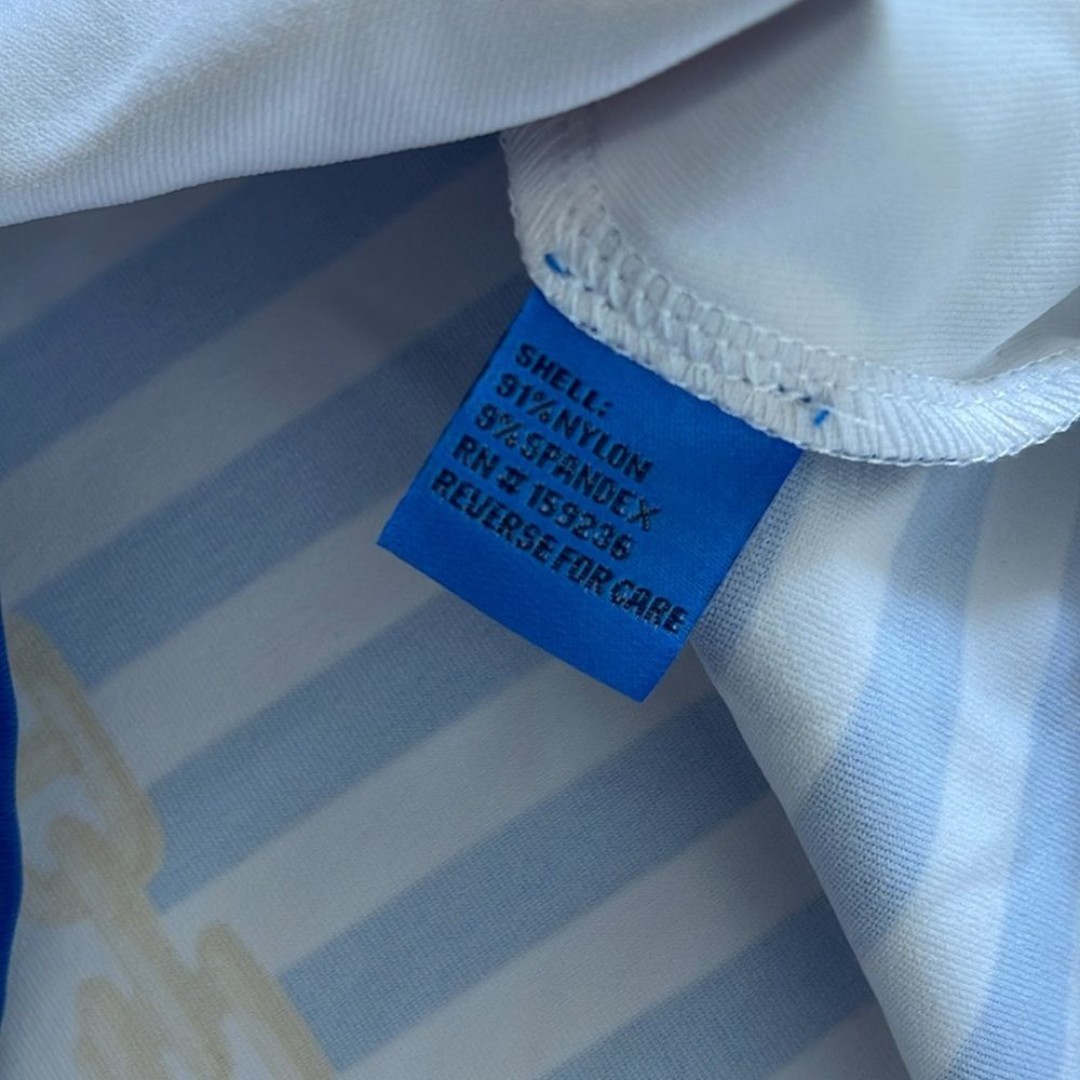 SHELL:
91% NYLON
9% SPANDEX
RN # 159236
REVERSE FOR CARE